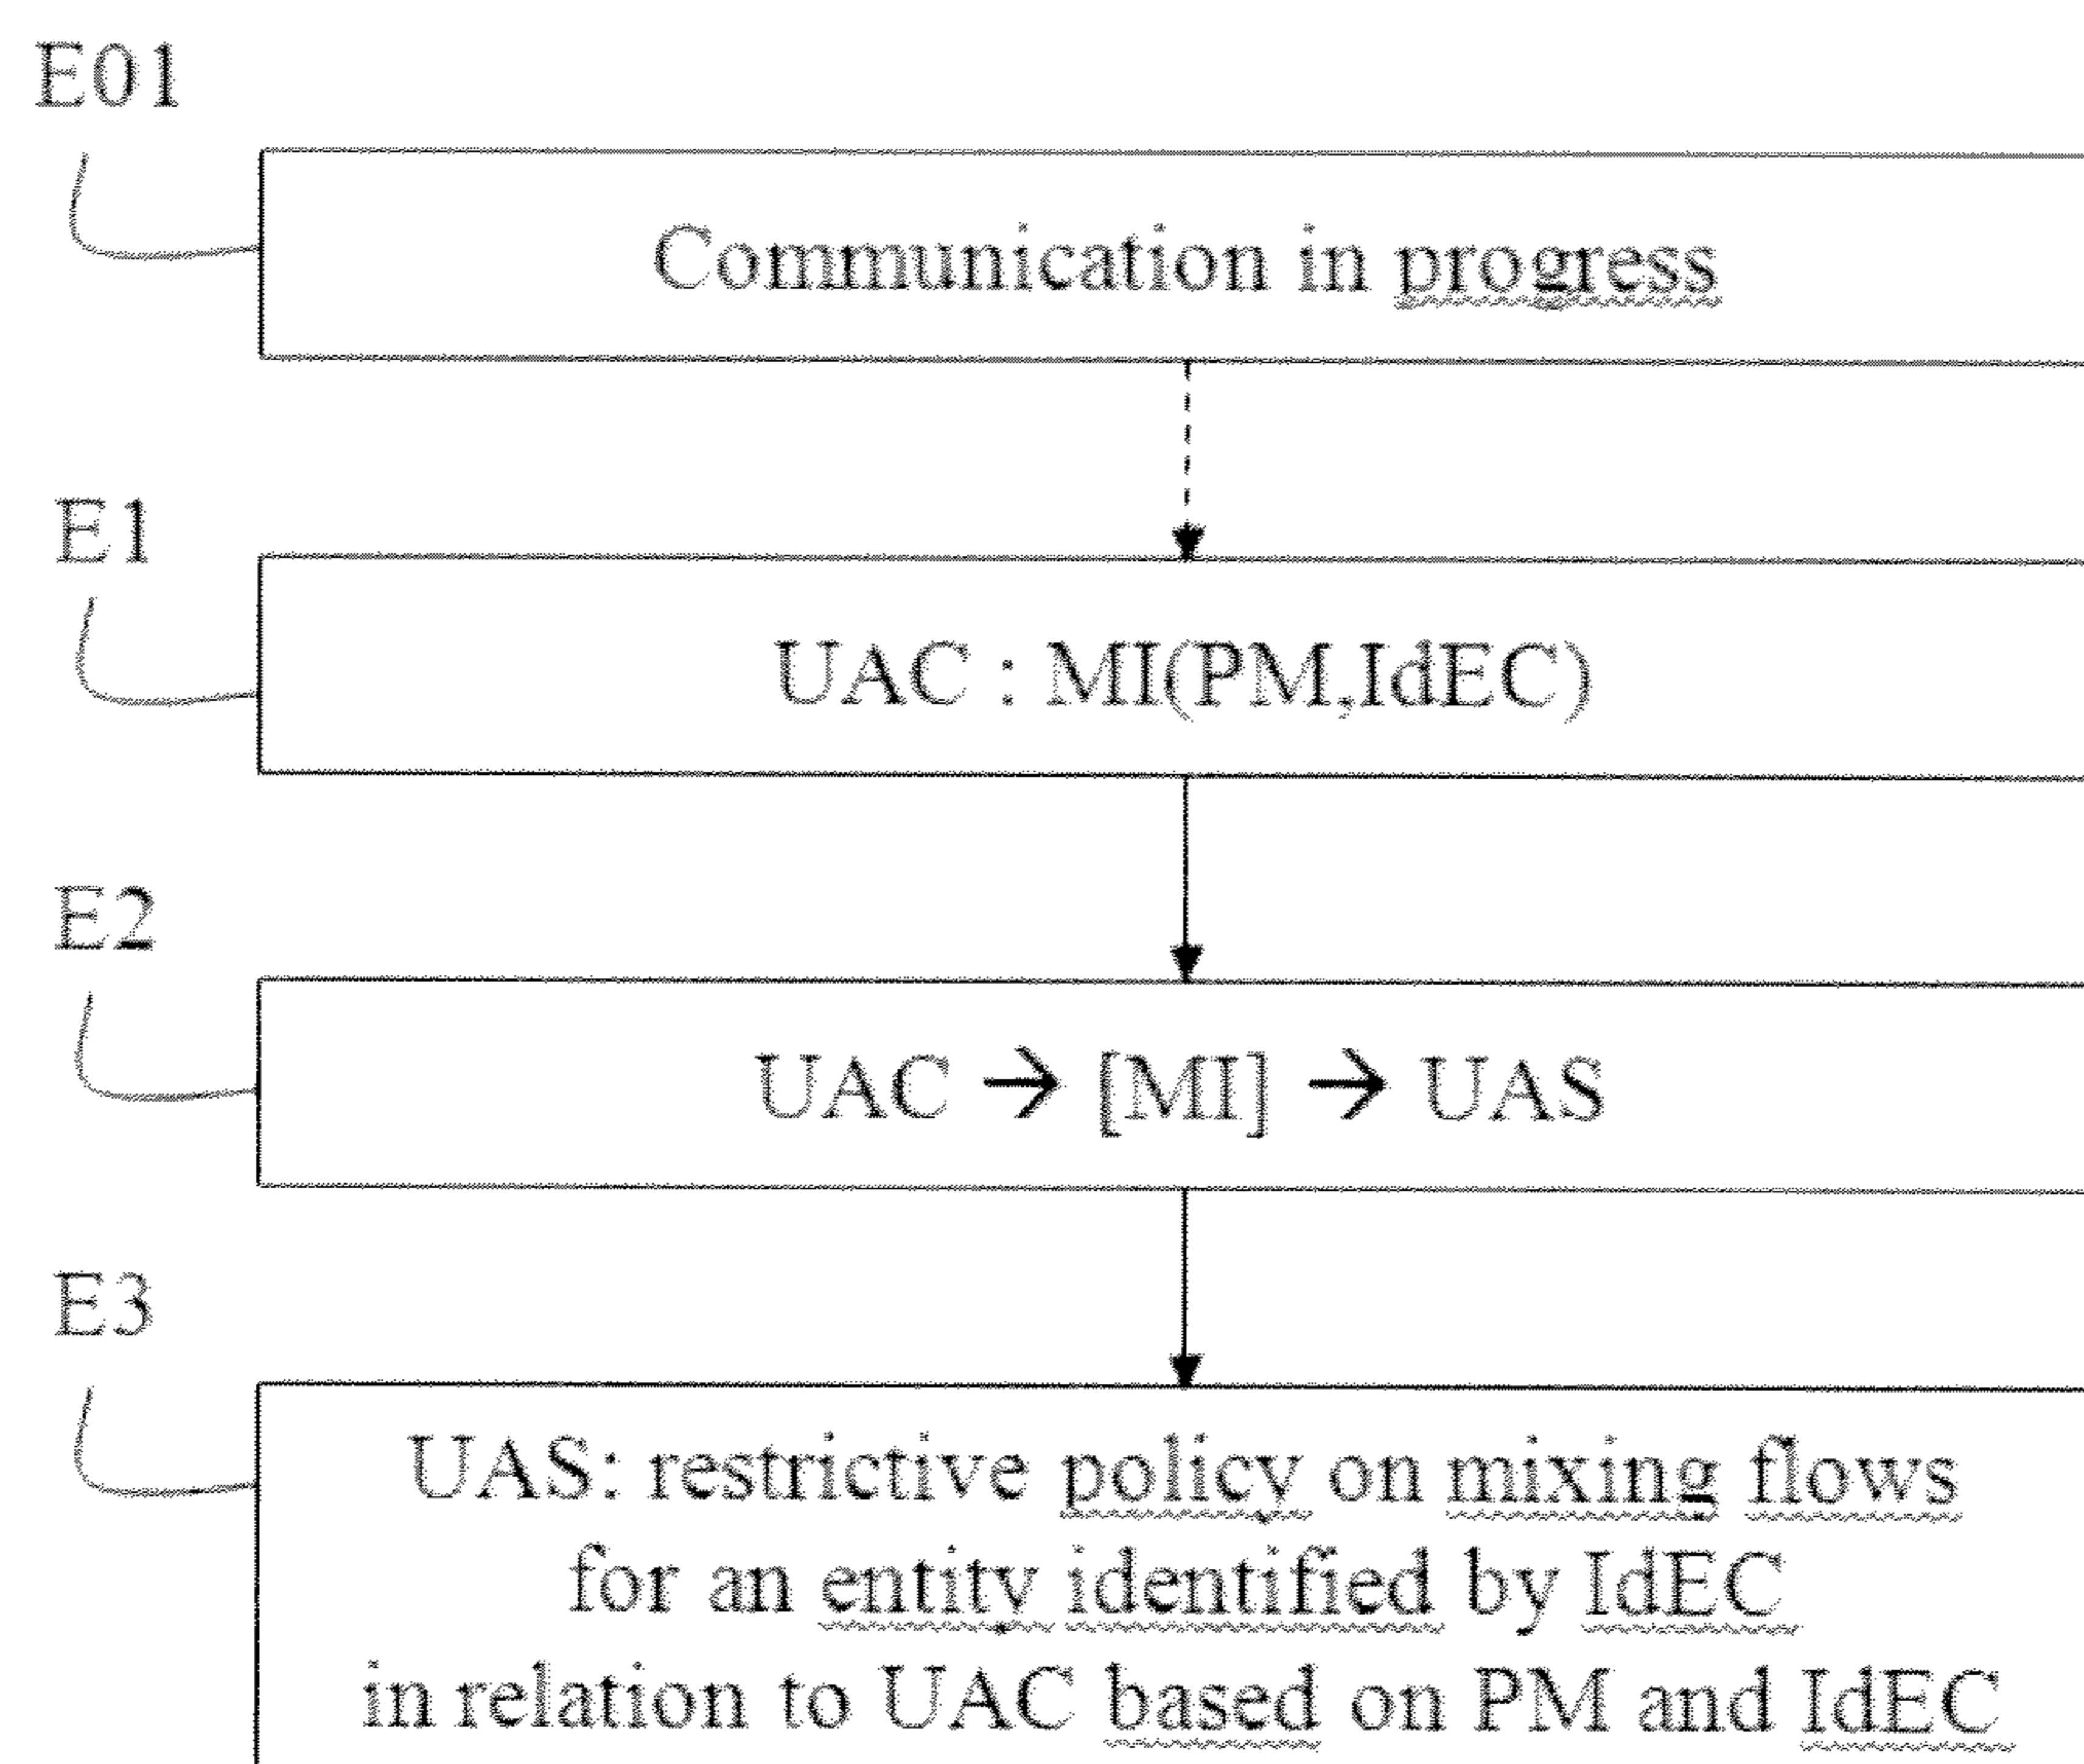 E01
Communication in progress
E1
UAC : MI(PM,IdEC)
E2
UAC → [MI] → UAS
E3
UAS: restrictive policy on mixing flows
for an entity identified by IdEC
in relation to UAC based on PM and IdEC